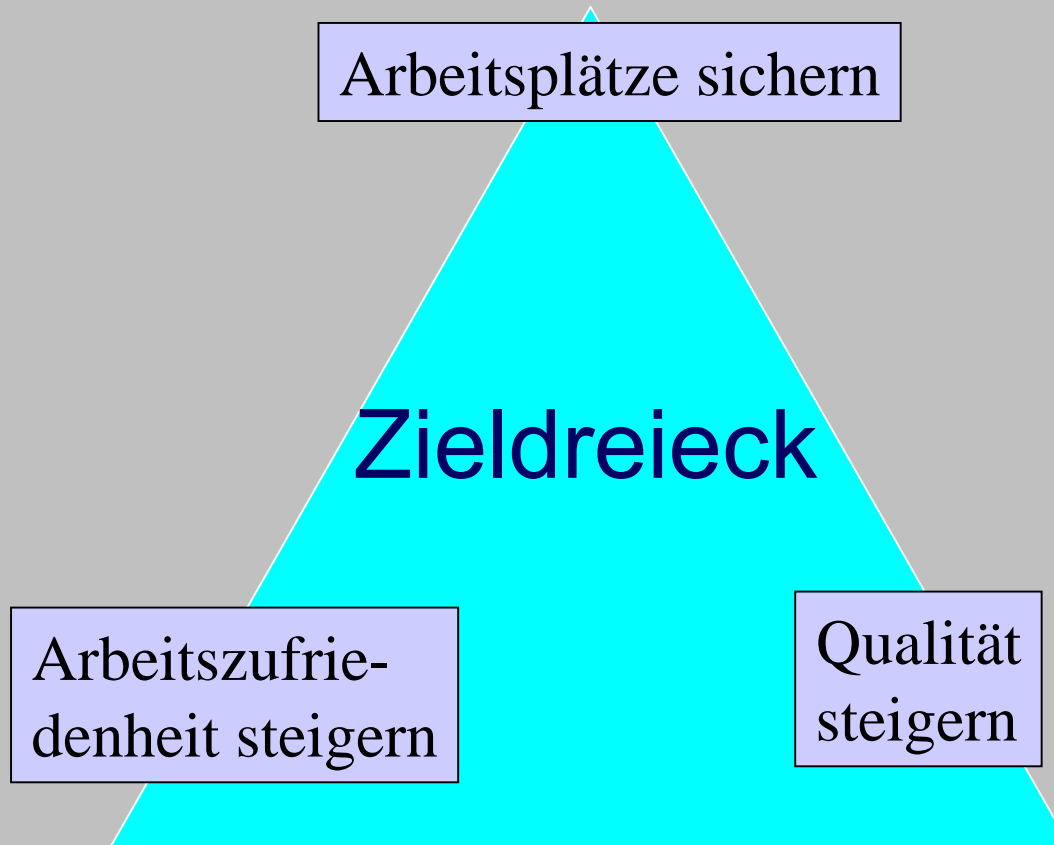 Arbeitsplätze sichern
Zieldreieck
Arbeitszufrie-
denheit steigern
Qualität
steigern